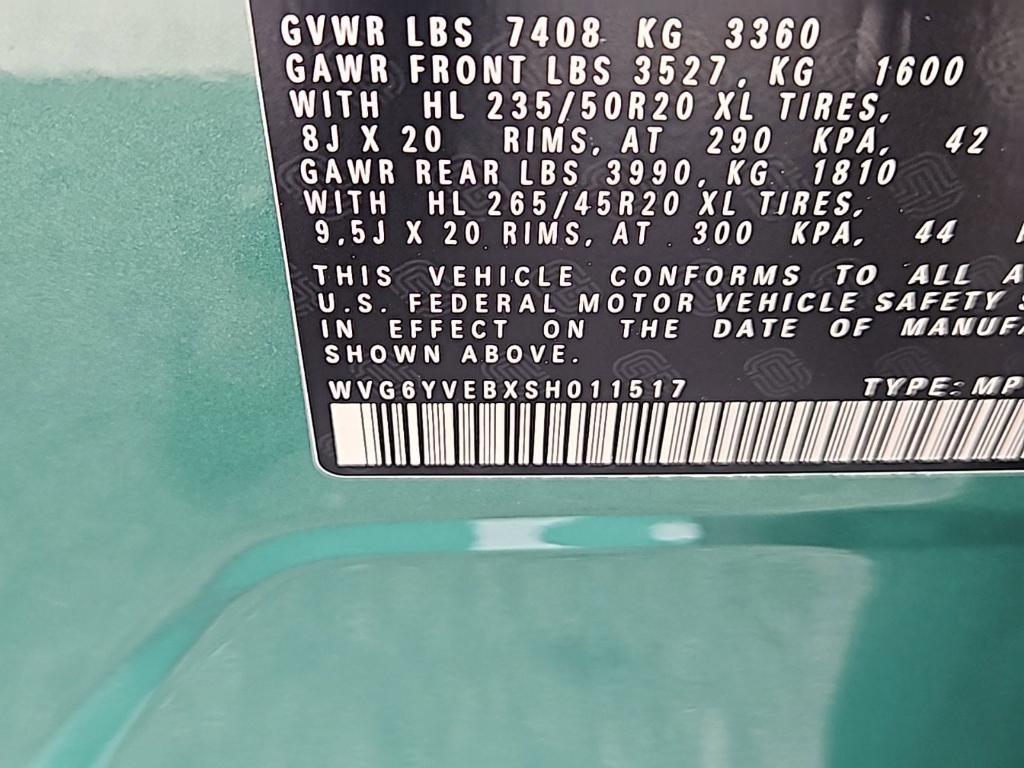 GVWR LBS 7408 KG 3360
GAWR FRONT LBS 3527, KG 1600
WITH HL 235/50R20 XL TIRES,
8J X 20 RIMS, AT 290 KPA, 42
GAWR REAR LBS 3990, KG 1810
WITH HL 265/45R20 XL TIRES,
9,5J X 20 RIMS, AT 300 KPA, 44
THIS VEHICLE CONFORMS TO ALL A
U.S. FEDERAL MOTOR VEHICLE SAFETY S
IN EFFECT ON THE DATE OF MANUFA
SHOWN ABOVE.
WVG6YVEBXSH011517 TYPE: MP